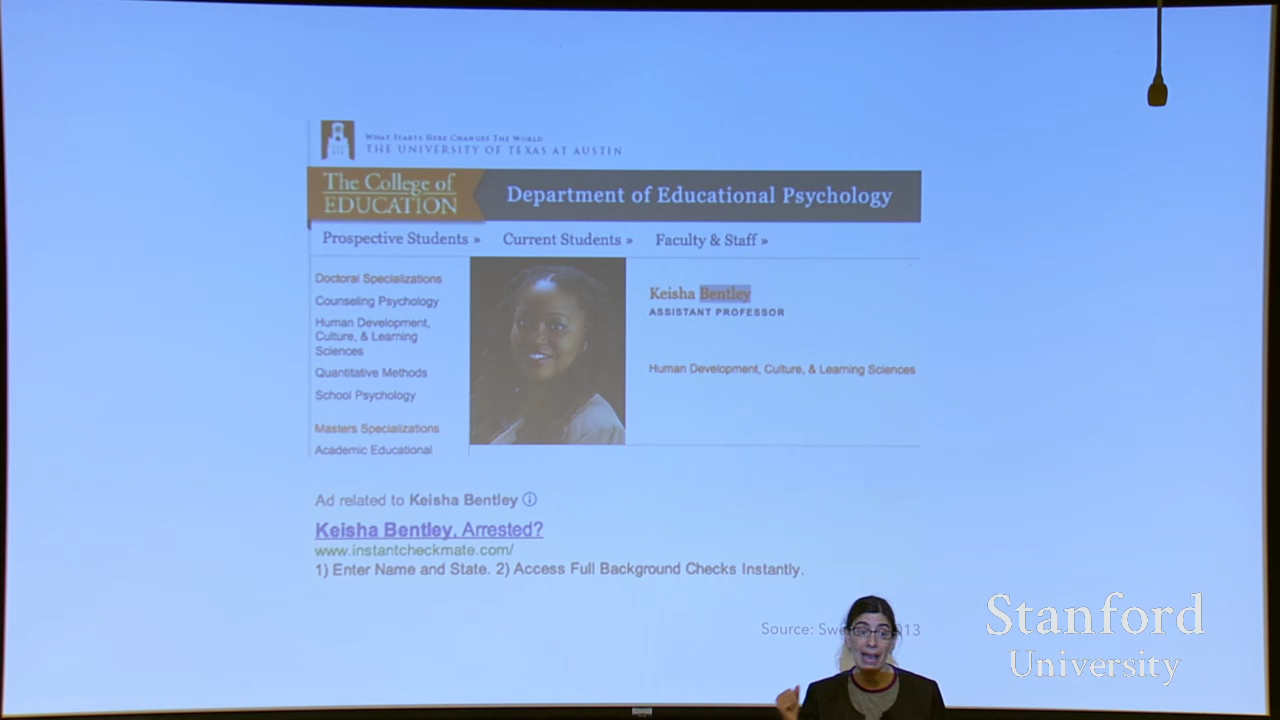 WHAT STARTS HERE CHANGES THE WORLD
THE UNIVERSITY OF TEXAS AT AUSTIN
The College of
EDUCATION
Department of Educational Psychology
Prospective Students » Current Students » Faculty & Staff »
Doctoral Specializations
Counseling Psychology
Human Development,
Culture, & Learning
Sciences
Quantitative Methods
School Psychology
Masters Specializations
Academic Educational
Keisha Bentley
ASSISTANT PROFESSOR
Human Development, Culture, & Learning Sciences
Ad related to Keisha Bentley
Keisha Bentley, Arrested?
www.instantcheckmate.com/
1) Enter Name and State. 2) Access Full Background Checks Instantly.
Source:
Stanford
University